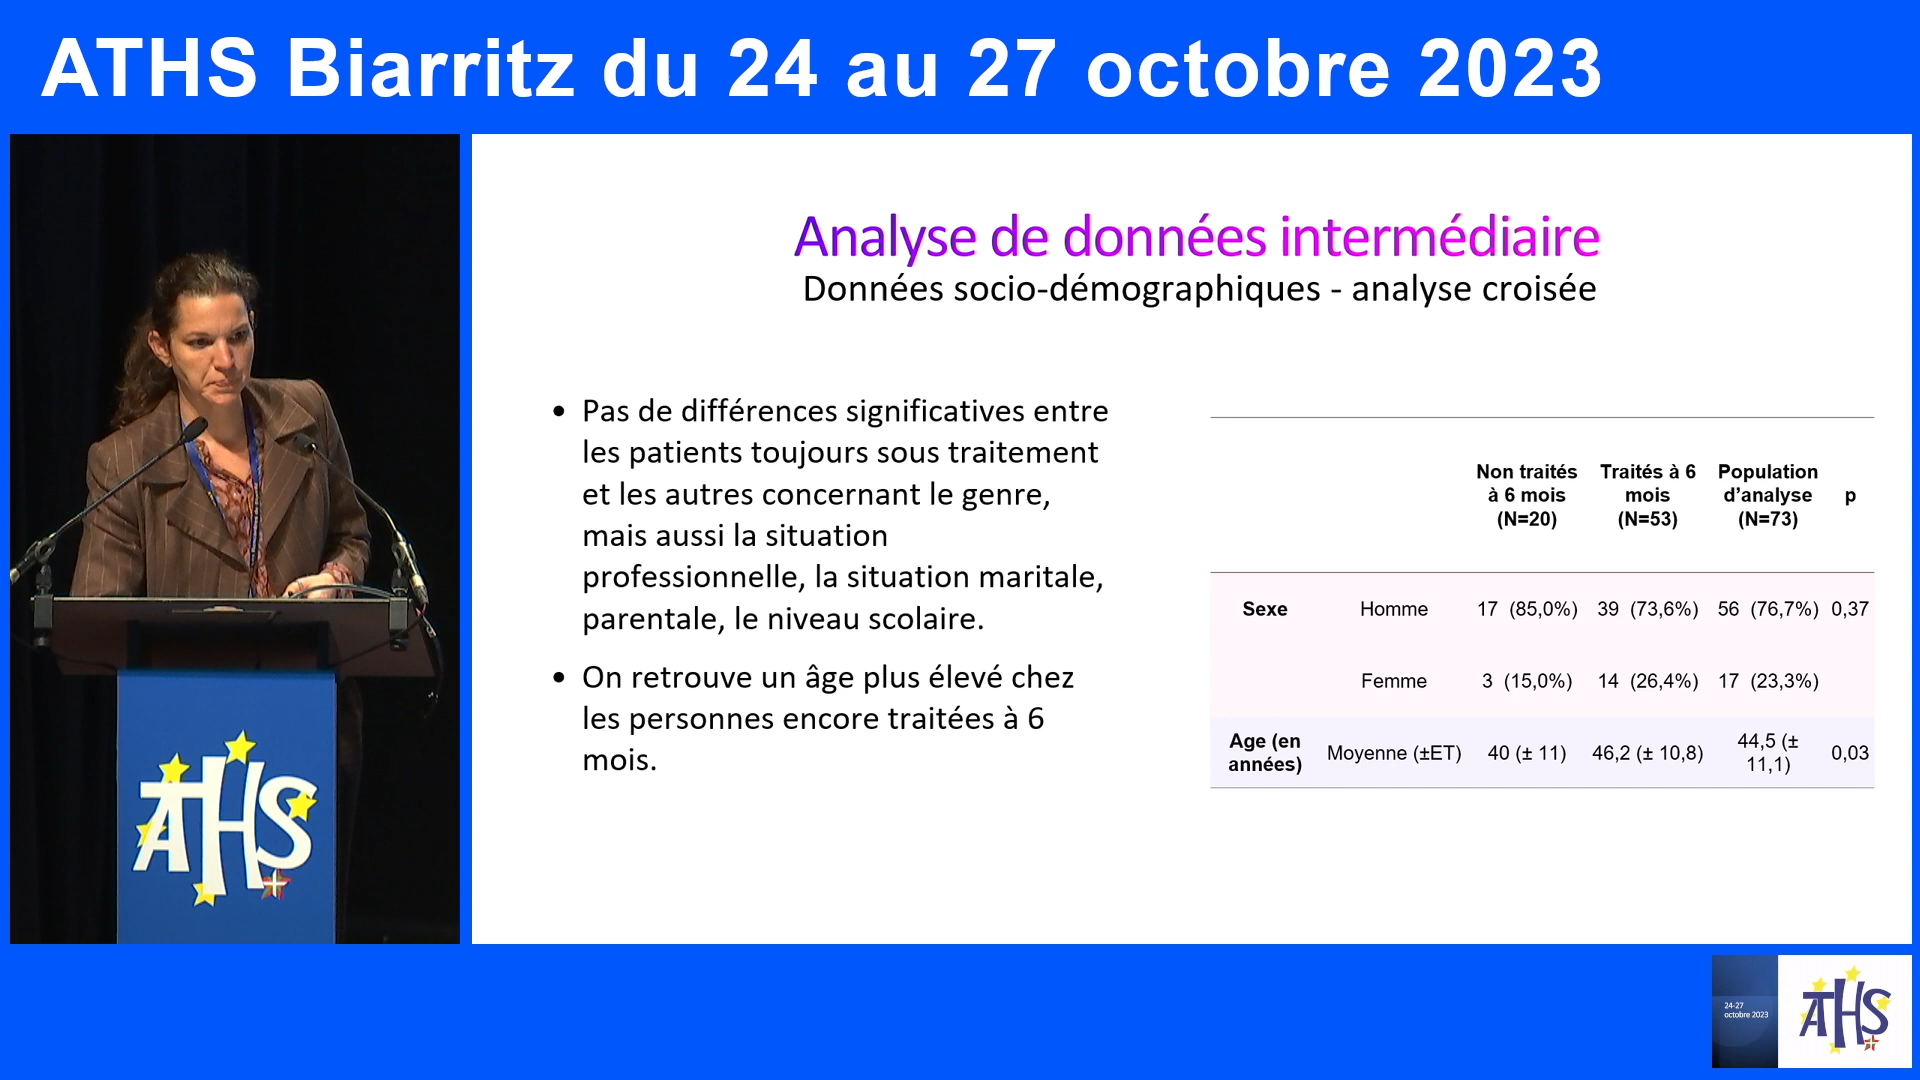 ATHS Biarritz du 24 au 27 octobre 2023
Analyse de données intermédiaire
Données socio-démographiques - analyse croisée
• Pas de différences significatives entre
les patients toujours sous traitement
et les autres concernant le genre,
mais aussi la situation
professionnelle, la situation maritale,
parentale, le niveau scolaire.
• On retrouve un âge plus élevé chez
les personnes encore traitées à 6
mois.
Non traités à 6 mois (N=20) Traités à 6 mois (N=53) Population d’analyse (N=73) p
Sexe Homme 17 (85,0%) 39 (73,6%) 56 (76,7%) 0,37
Femme 3 (15,0%) 14 (26,4%) 17 (23,3%)
Age (en années) Moyenne (±ET) 40 (± 11) 46,2 (± 10,8) 44,5 (± 11,1) 0,03
ATHS
24-27
octobre 2023
ATHS